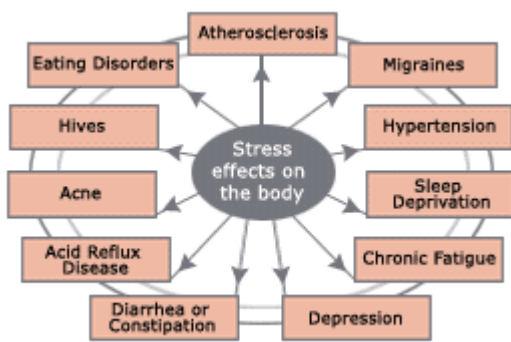 Atherosclerosis
Eating Disorders
Migraines
Hives
Hypertension
Stress
effects on
the body
Acne
Sleep
Deprivation
Acid Reflux
Disease
Chronic Fatigue
Diarrhea or
Constipation
Depression